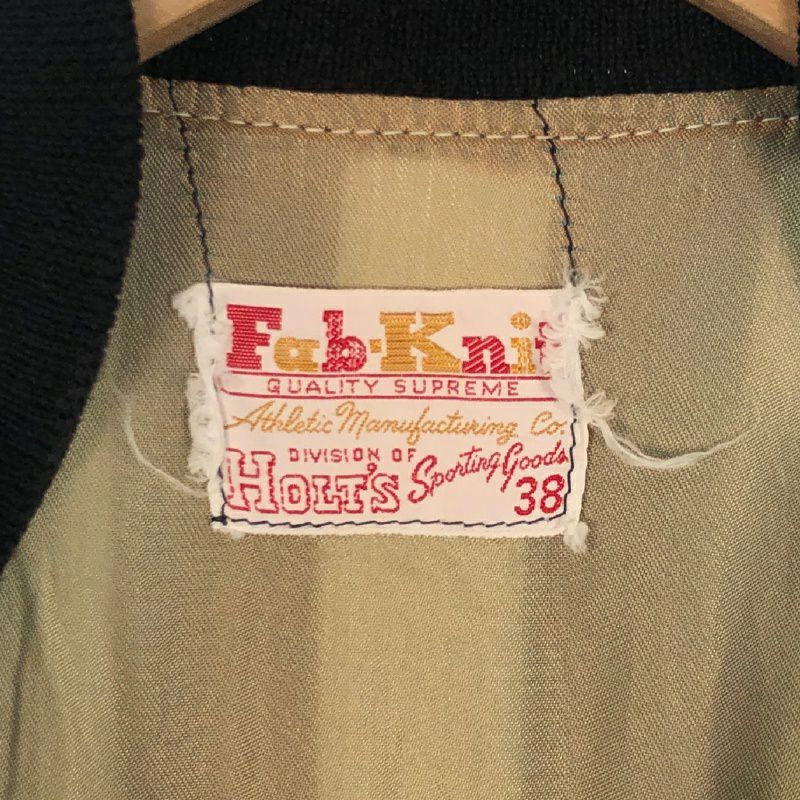 Fab-Knit
QUALITY SUPREME
Athletic Manufacturing Co.
DIVISION OF
HOLT'S Sporting Goods
38